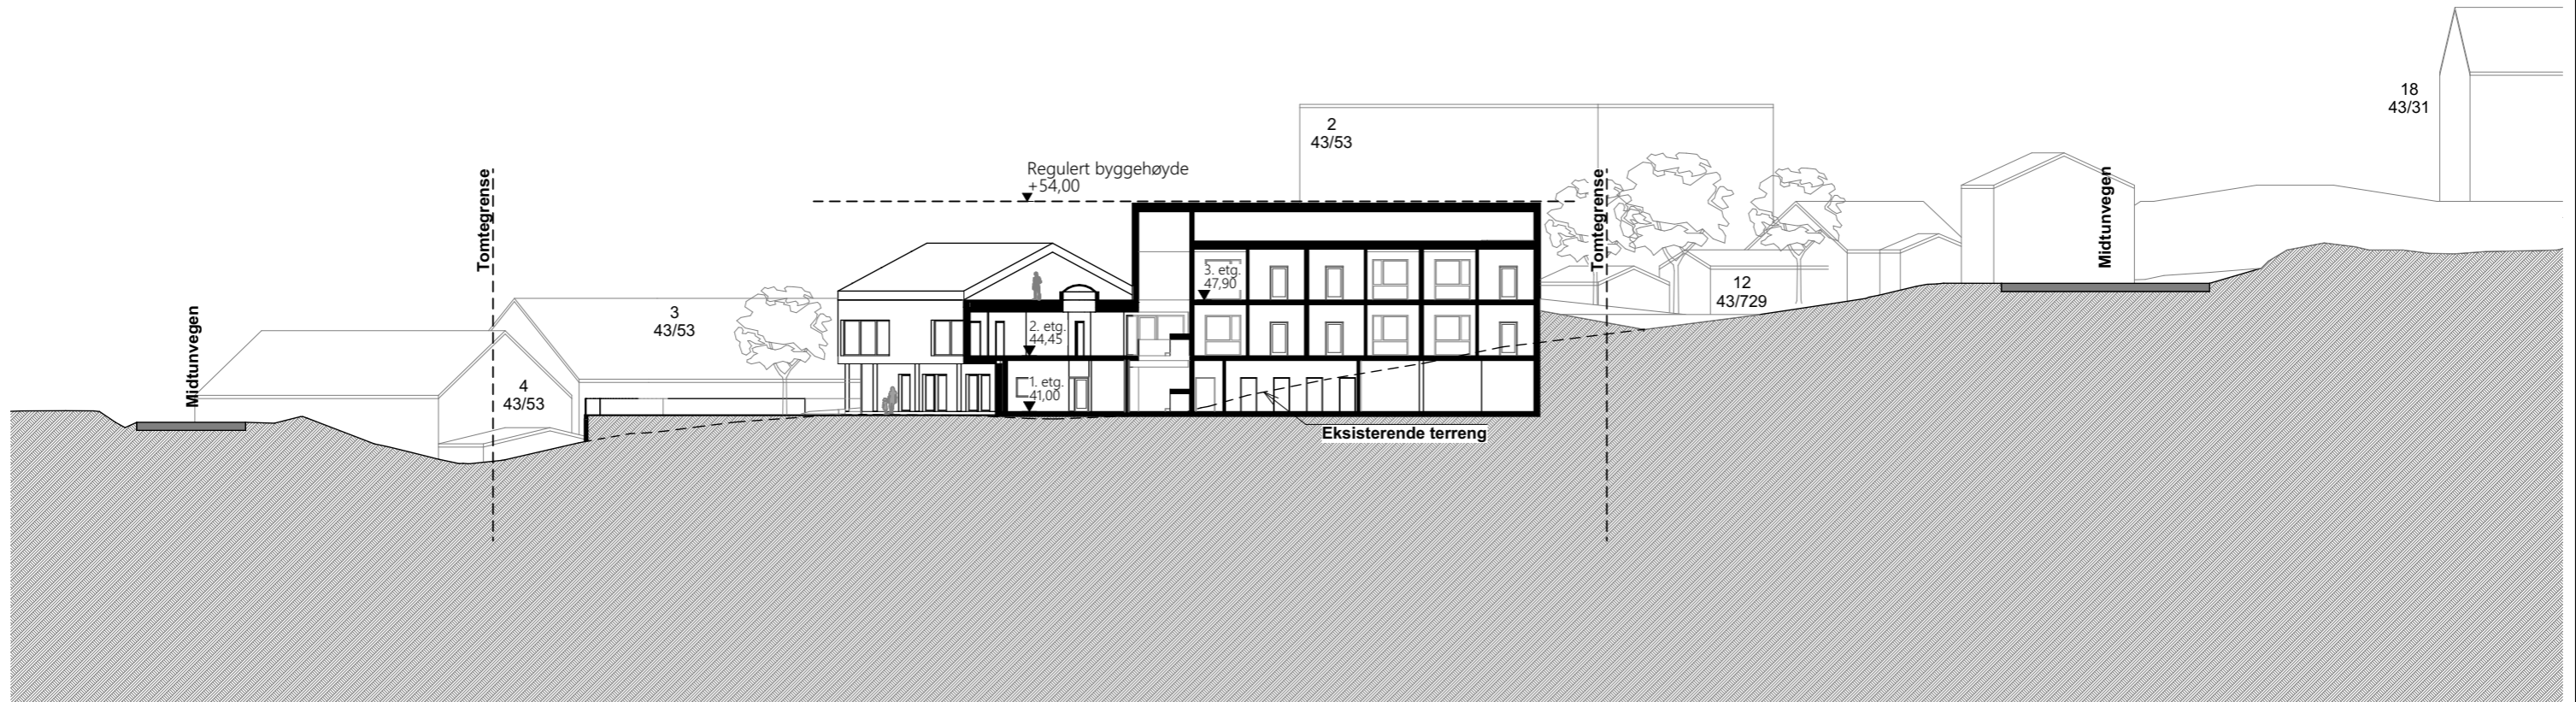 18
43/31
2
43/53
Regulert byggehøyde
+54,00
Tomtegrense
Tomtegrense
Midtunvegen
3. etg.
47,90
12
43/729
3
43/53
Midtunvegen
2. etg.
44,45
4
43/53
1. etg.
41,00
Eksisterende terreng